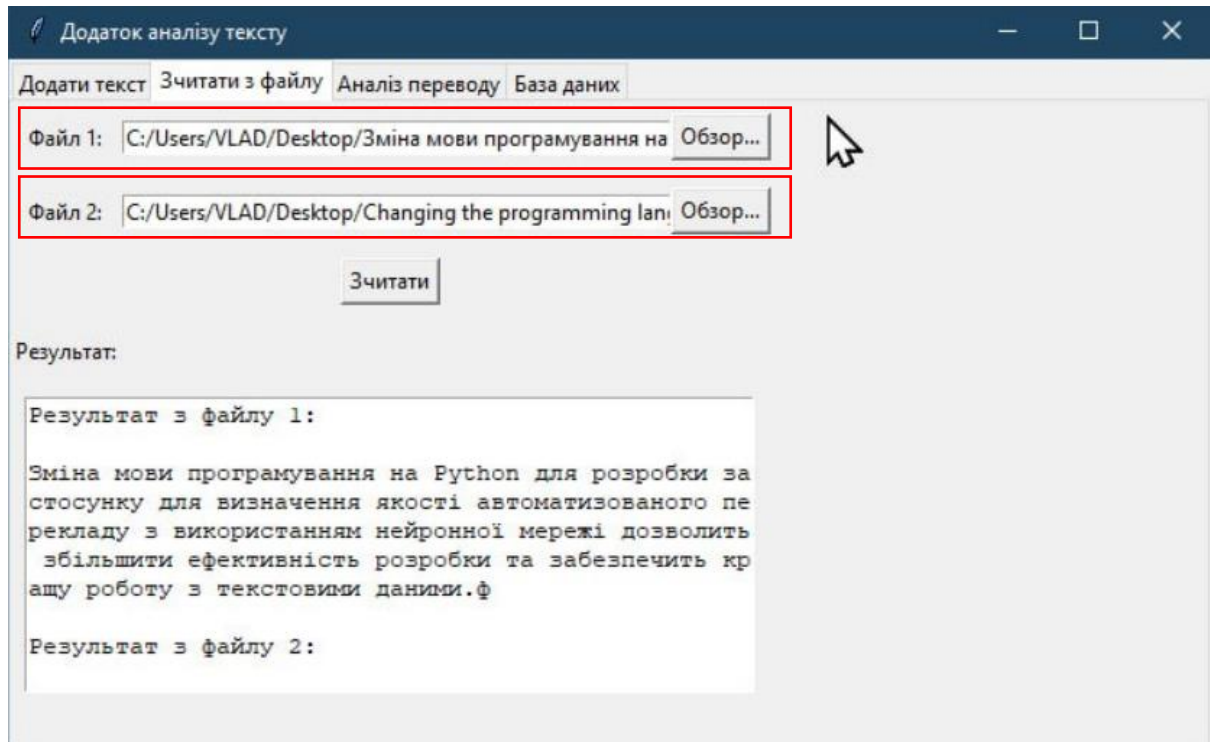 Додаток аналізу тексту
Додати текст Зчитати з файлу Аналіз переводу База даних
Файл 1: C:/Users/VLAD/Desktop/Зміна мови програмування на Обзор...
Файл 2: C:/Users/VLAD/Desktop/Changing the programming lan Обзор...
Зчитати
Результат:
Результат з файлу 1:
Зміна мови програмування на Python для розробки за
стосунку для визначення якості автоматизованого пе
рекладу з використанням нейронної мережі дозволить
збільшити ефективність розробки та забезпечить кр
ащу роботу з текстовими даними.ф
Результат з файлу 2: